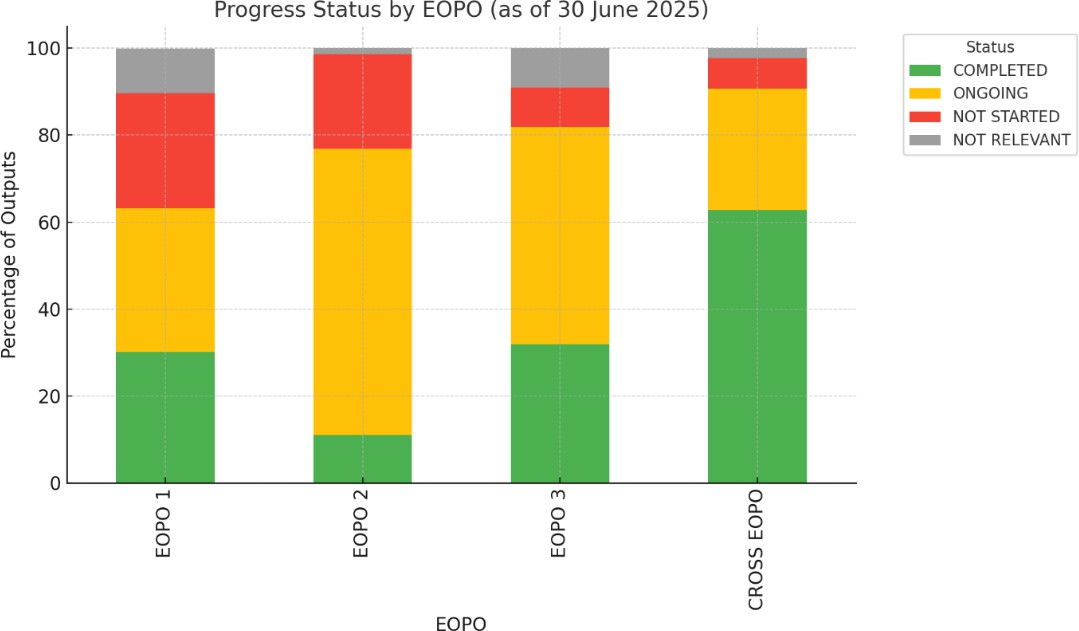 Progress Status by EOPO (as of 30 June 2025)
Percentage of Outputs
100
80
60
40
20
0
EOPO 1
EOPO 2
EOPO 3
CROSS EOPO
EOPO
Status
COMPLETED
ONGOING
NOT STARTED
NOT RELEVANT